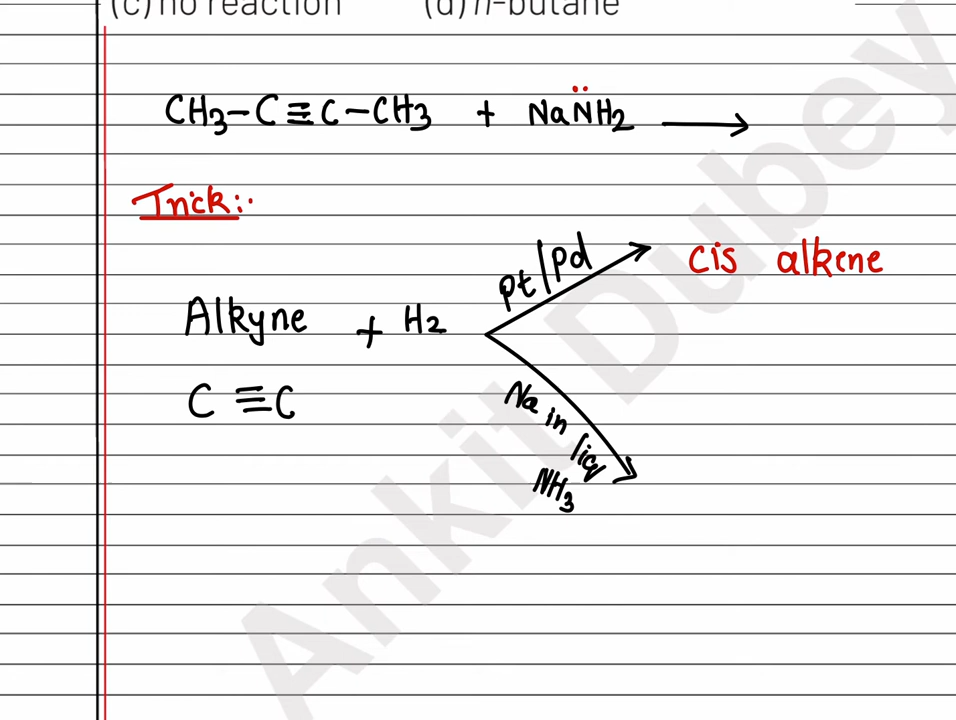 (c) no reaction (d) n-butane
CH3-C≡C-CH3 + NaNH2 ⟶
Trick:·
Alkyne + H2
pt/pd
cis alkene
C≡C
Na in liq
NH3
Ankit Dubey